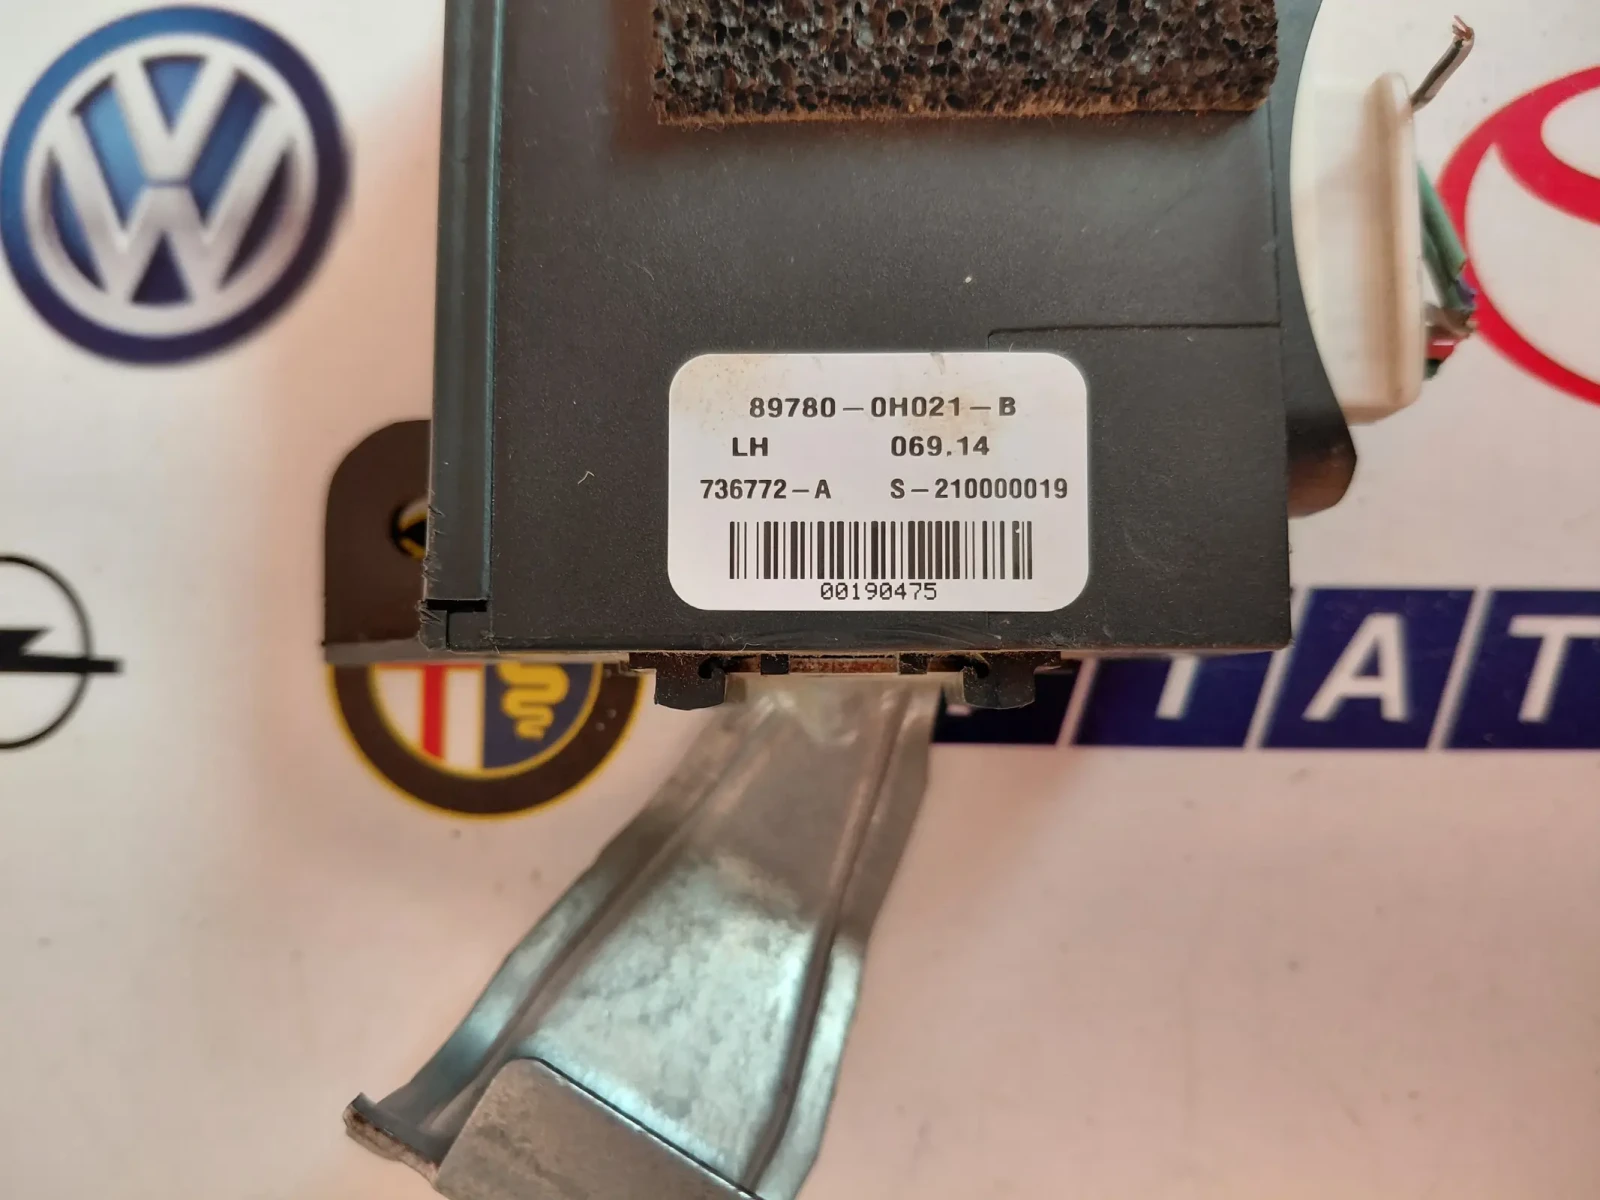 89780-0H021-B
LH 069.14
736772-A S-210000019
00190475
T A T